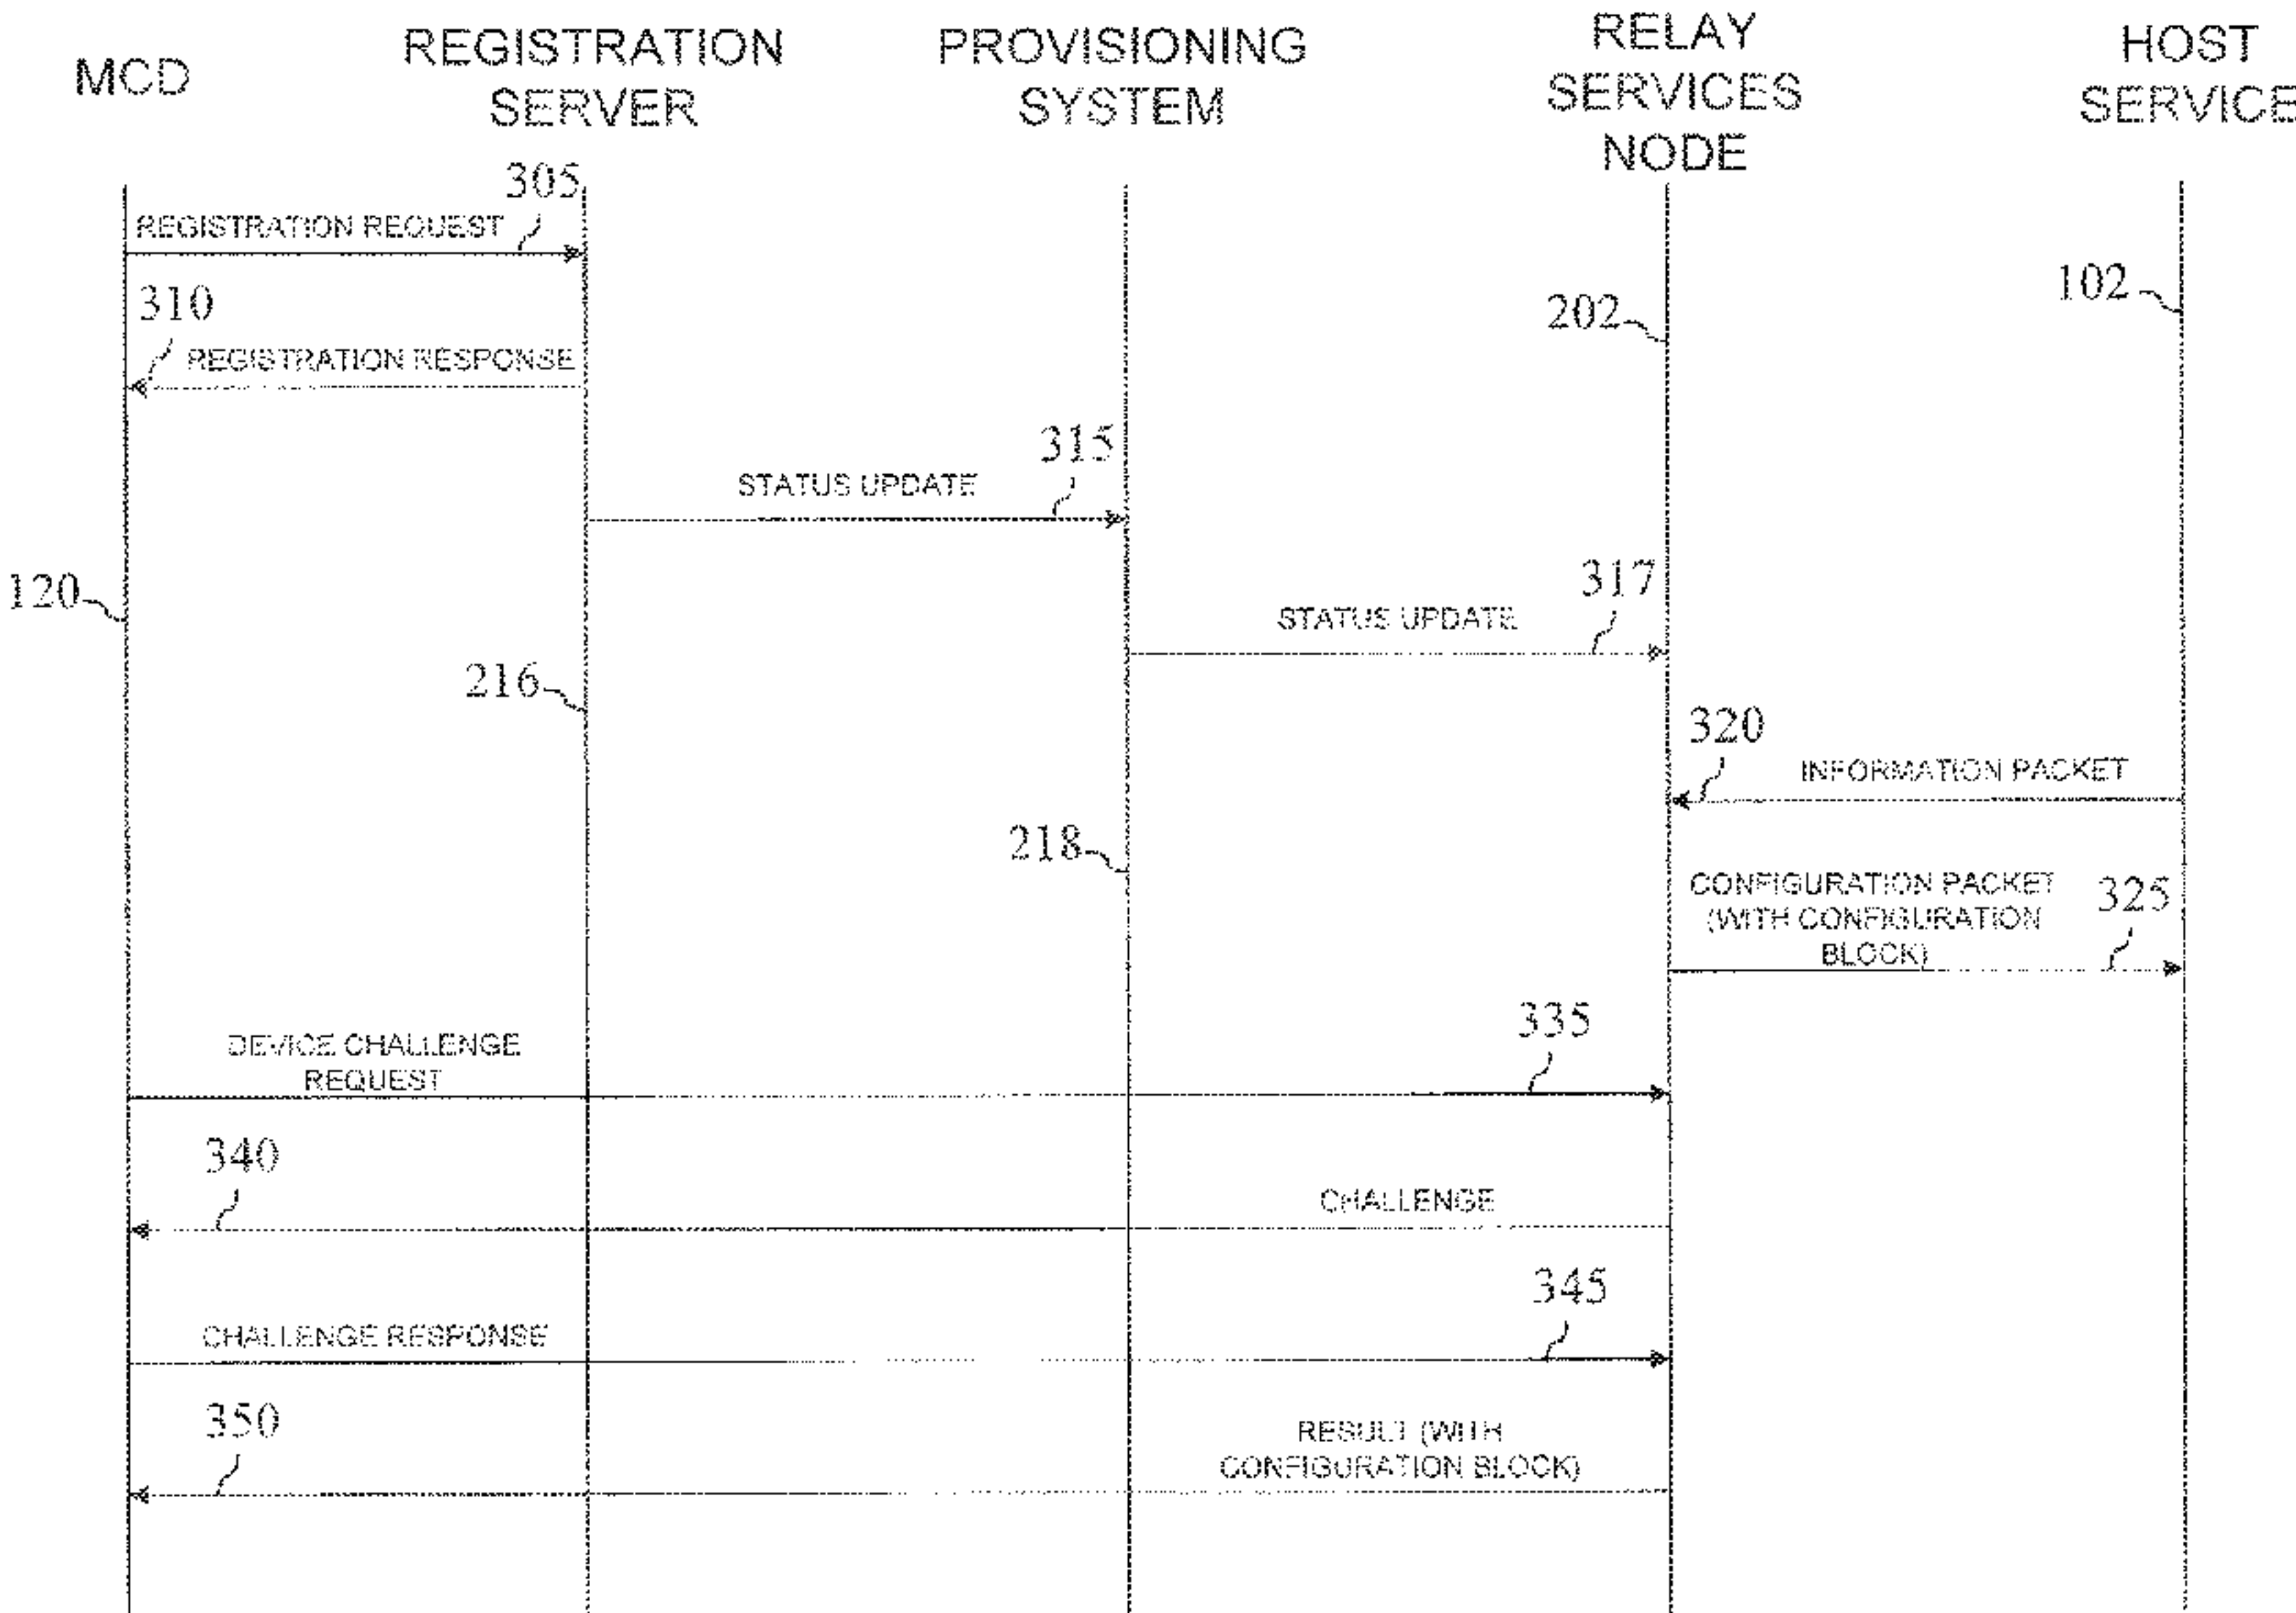 MCD
REGISTRATION
SERVER
PROVISIONING
SYSTEM
RELAY
SERVICES
NODE
HOST
SERVICE
305
REGISTRATION REQUEST
310
REGISTRATION RESPONSE
102
202
315
STATUS UPDATE
120
317
STATUS UPDATE
216
320
INFORMATION PACKET
218
CONFIGURATION PACKET
(WITH CONFIGURATION
BLOCK)
325
DEVICE CHALLENGE
REQUEST
335
340
CHALLENGE
345
CHALLENGE RESPONSE
350
RESULT (WITH
CONFIGURATION BLOCK)